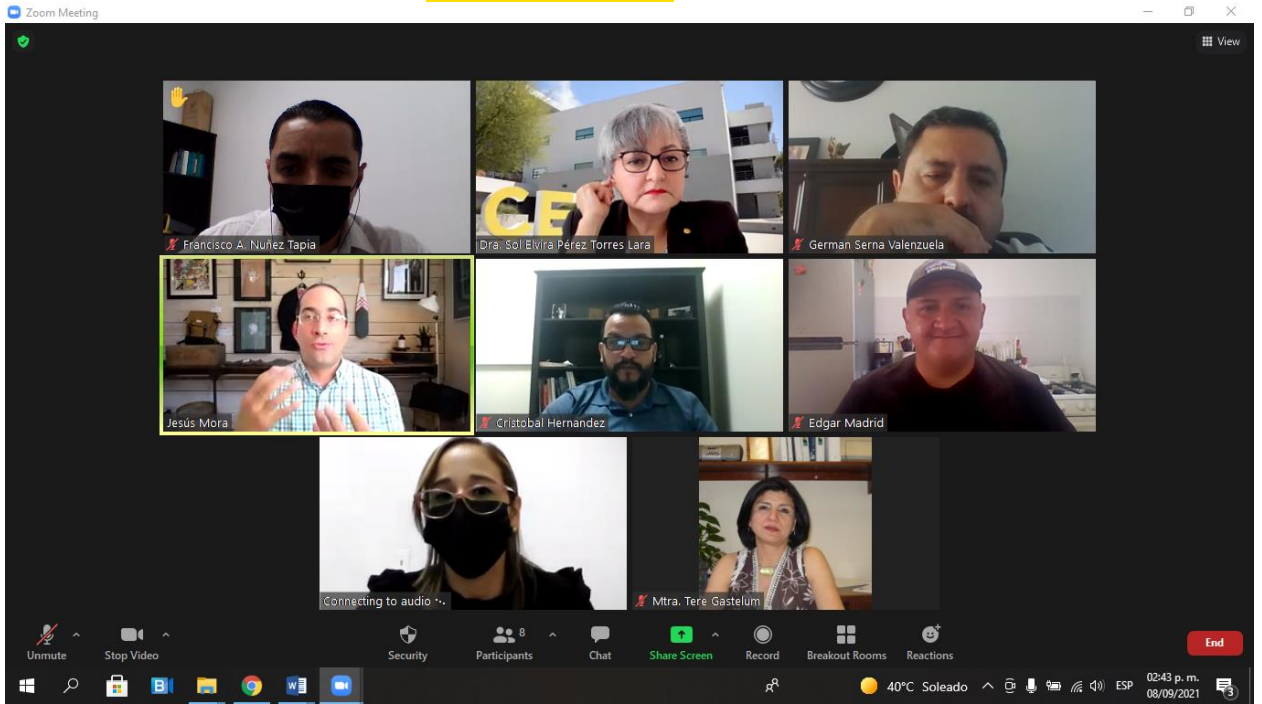 Zoom Meeting
View
CE
Francisco A. Nuñez Tapia
Dra. Sol Elvira Pérez Torres Lara
German Serna Valenzuela
Jesús Mora
Cristobal Hernandez
Edgar Madrid
Connecting to audio
Mtra. Tere Gastelum
Unmute
Stop Video
Security
8
Participants
Chat
Share Screen
Record
Breakout Rooms
Reactions
End
40°C Soleado
ESP
02:43 p. m.
08/09/2021
3